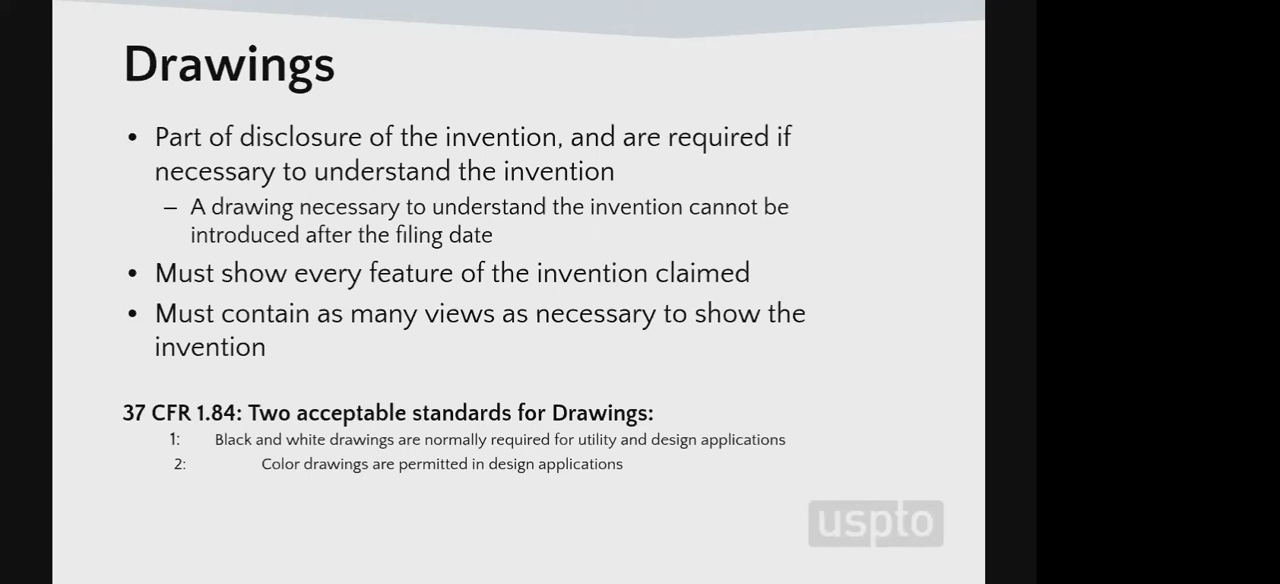 Drawings
• Part of disclosure of the invention, and are required if
necessary to understand the invention
– A drawing necessary to understand the invention cannot be
introduced after the filing date
• Must show every feature of the invention claimed
• Must contain as many views as necessary to show the
invention
37 CFR 1.84: Two acceptable standards for Drawings:
1: Black and white drawings are normally required for utility and design applications
2: Color drawings are permitted in design applications
uspto